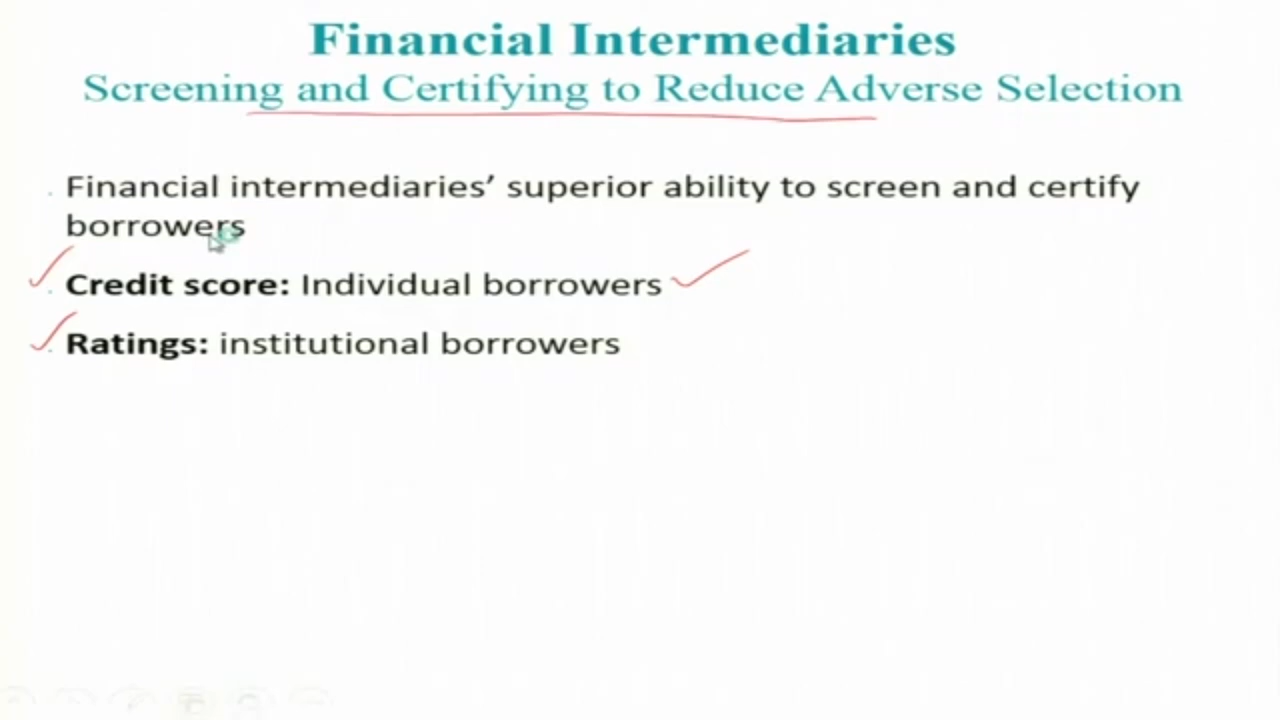 Financial Intermediaries
Screening and Certifying to Reduce Adverse Selection
Financial intermediaries’ superior ability to screen and certify
borrowers
Credit score: Individual borrowers
Ratings: institutional borrowers